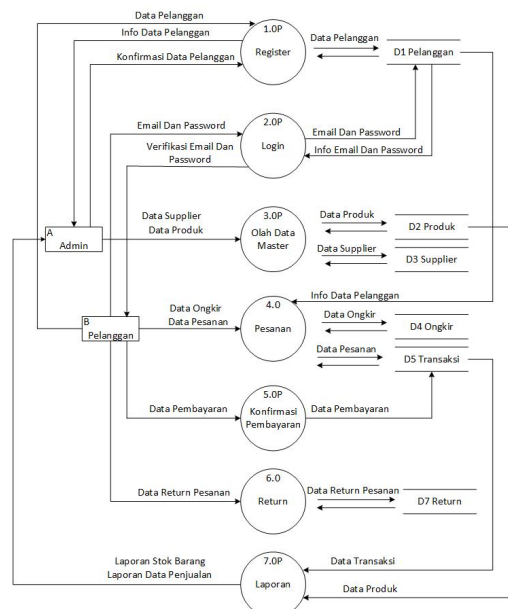 Data Pelanggan
Info Data Pelanggan
Konfirmasi Data Pelanggan
1.0P
Register
Data Pelanggan
D1 Pelanggan
Email Dan Password
Verifikasi Email Dan
Password
2.0P
Login
Email Dan Password
Info Email Dan Password
A
Admin
Data Supplier
Data Produk
3.0P
Olah Data
Master
Data Produk
D2 Produk
Data Supplier
D3 Supplier
B
Pelanggan
Data Ongkir
Data Pesanan
4.0
Pesanan
Info Data Pelanggan
Data Ongkir
D4 Ongkir
Data Pesanan
D5 Transaksi
Data Pembayaran
5.0P
Konfirmasi
Pembayaran
Data Pembayaran
Data Return Pesanan
6.0
Return
Data Return Pesanan
D7 Return
Laporan Stok Barang
Laporan Data Penjualan
7.0P
Laporan
Data Transaksi
Data Produk